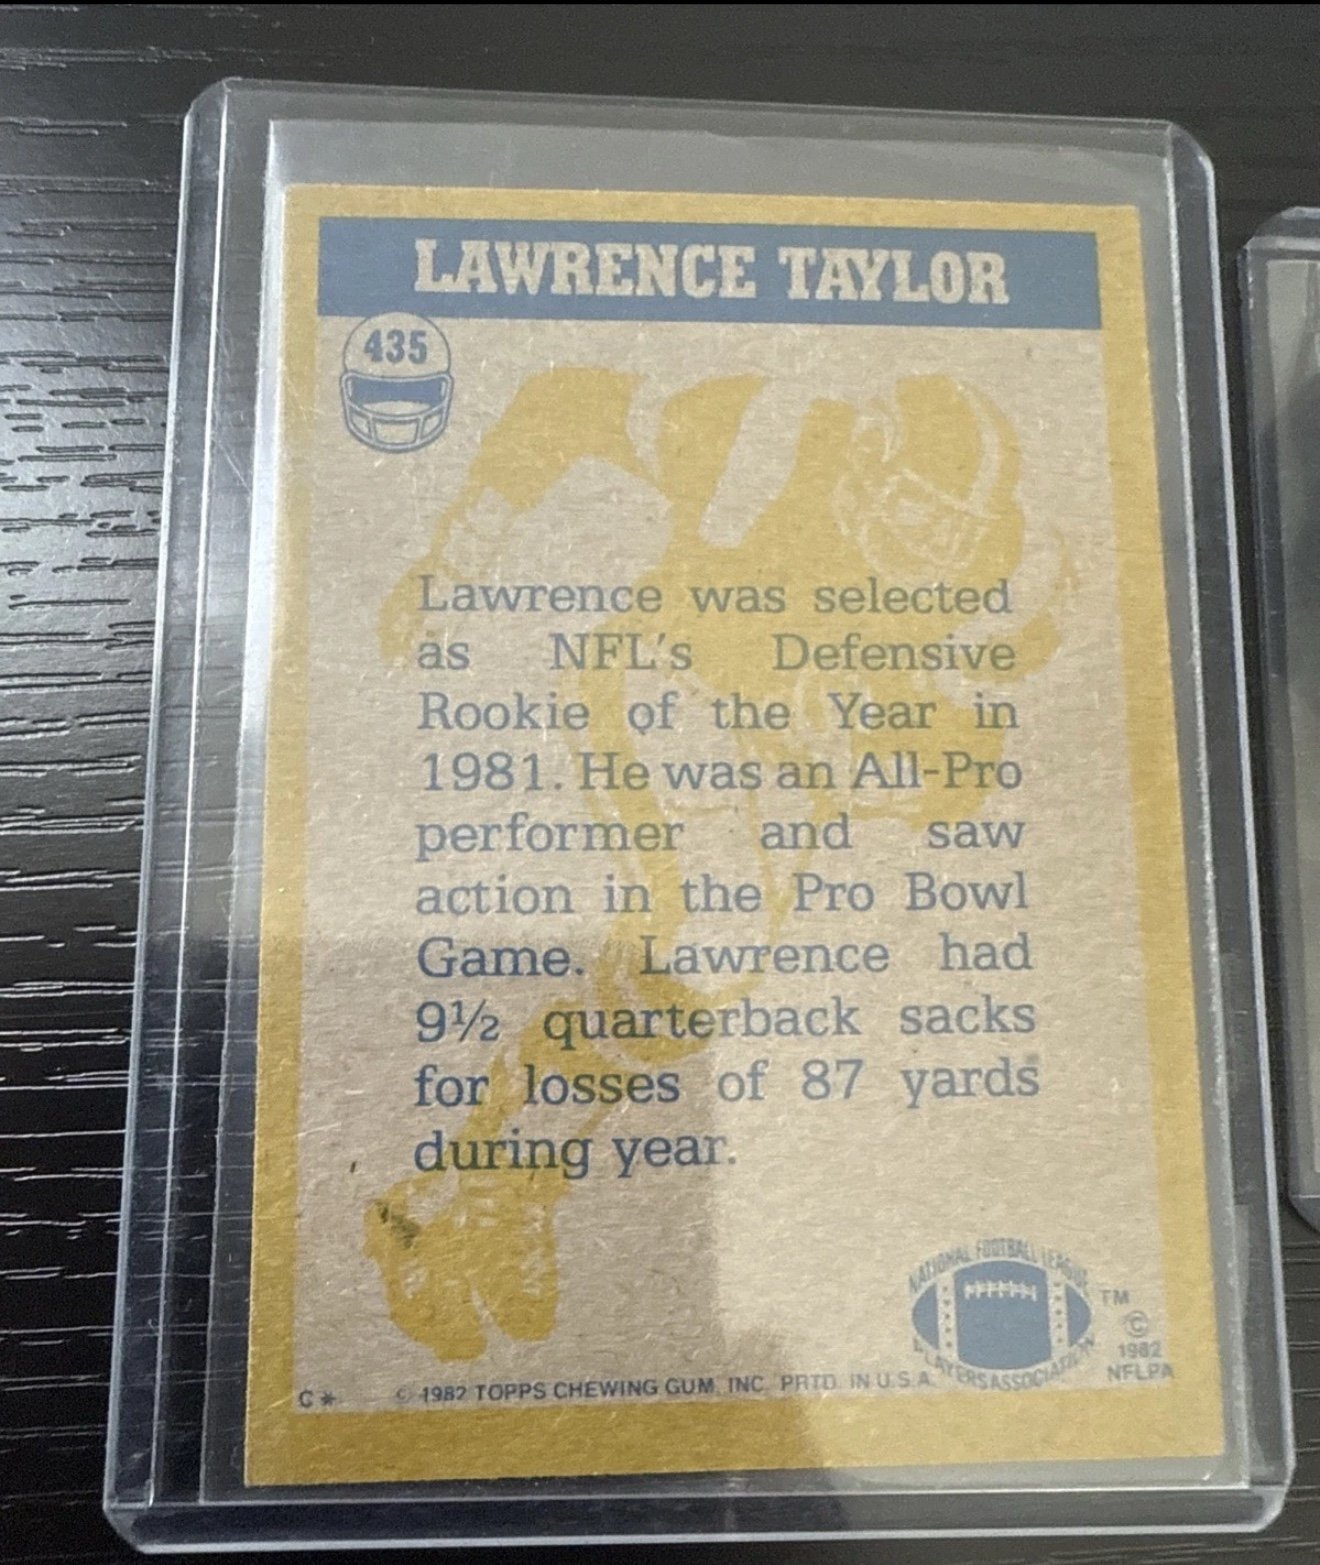 LAWRENCE TAYLOR
435
Lawrence was selected
as NFL's Defensive
Rookie of the Year in
1981. He was an All-Pro
performer and saw
action in the Pro Bowl
Game. Lawrence had
9½ quarterback sacks
for losses of 87 yards
during year.
NATIONAL FOOTBALL LEAGUE
PLAYERS ASSOCIATION
TM
©
1982
NFLPA
C*
© 1982 TOPPS CHEWING GUM, INC. PRTD. IN U.S.A.